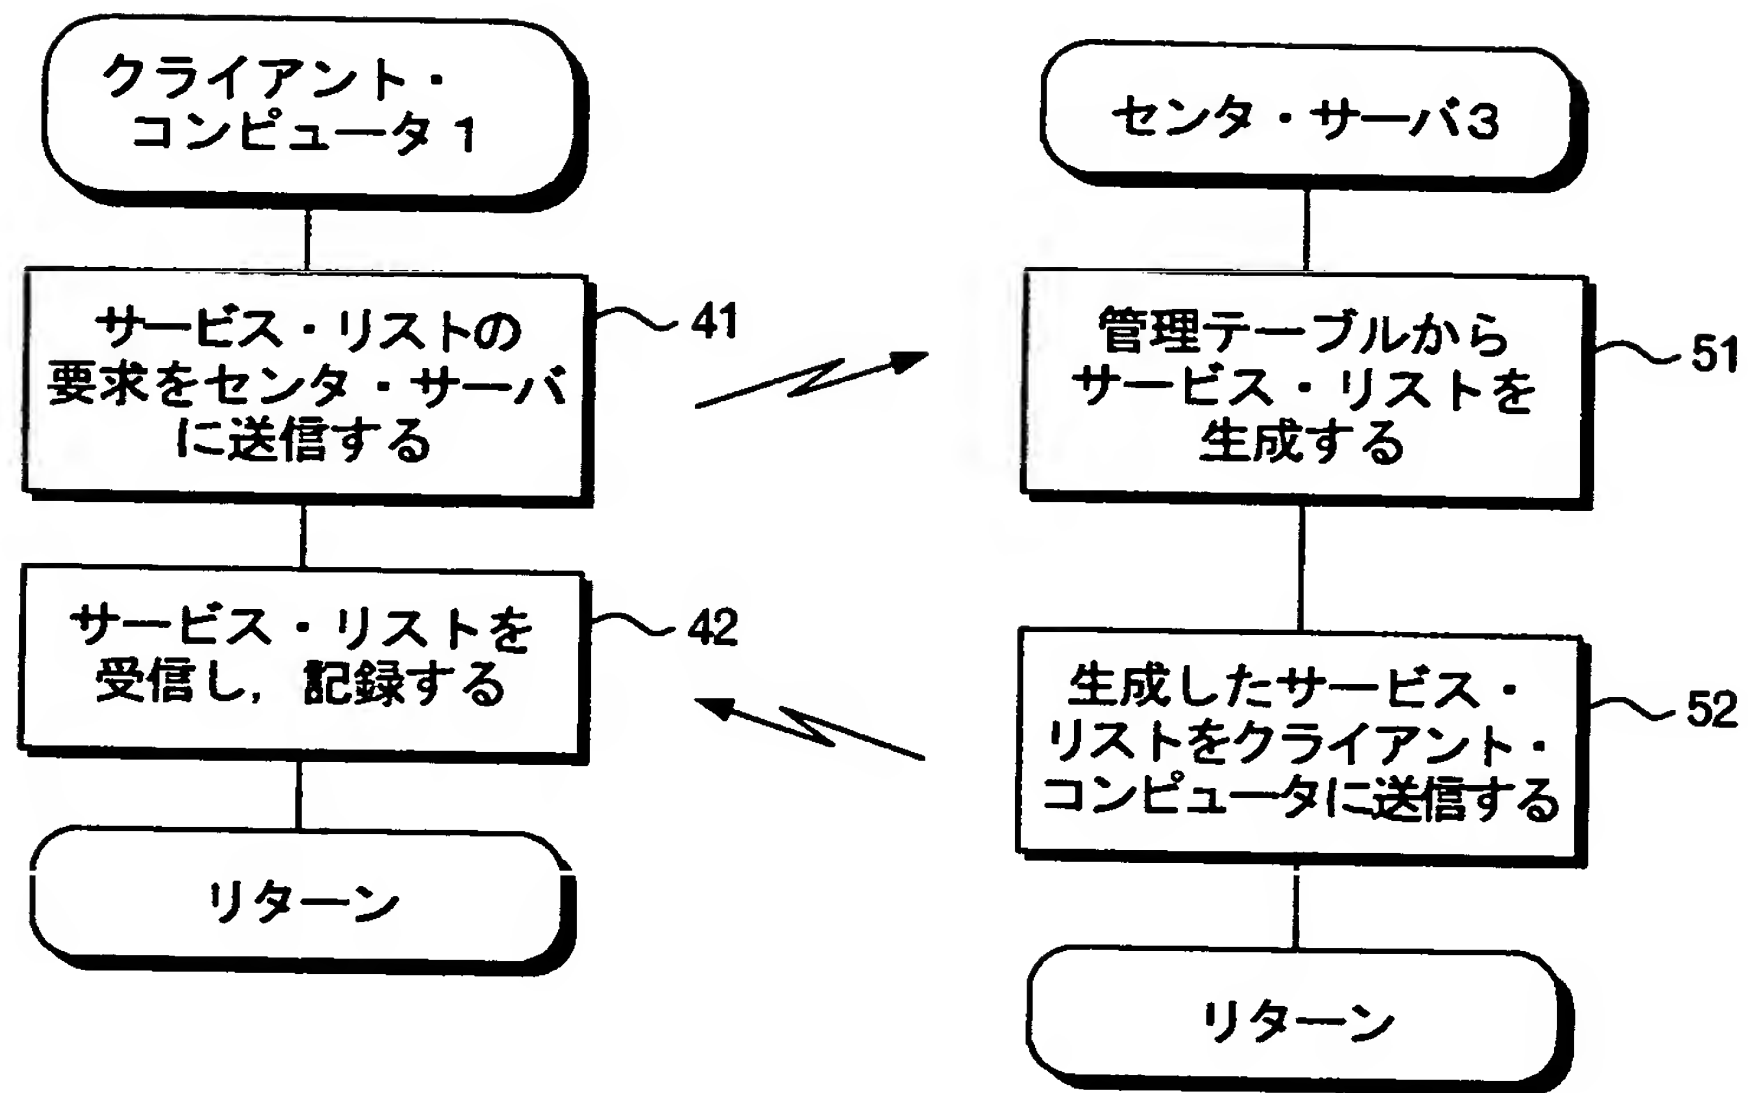 クライアント・
コンピュータ1
サービス・リストの
要求をセンタ・サーバ
に送信する
41
サービス・リストを
受信し，記録する
42
リターン
センタ・サーバ3
管理テーブルから
サービス・リストを
生成する
51
生成したサービス・
リストをクライアント・
コンピュータに送信する
52
リターン